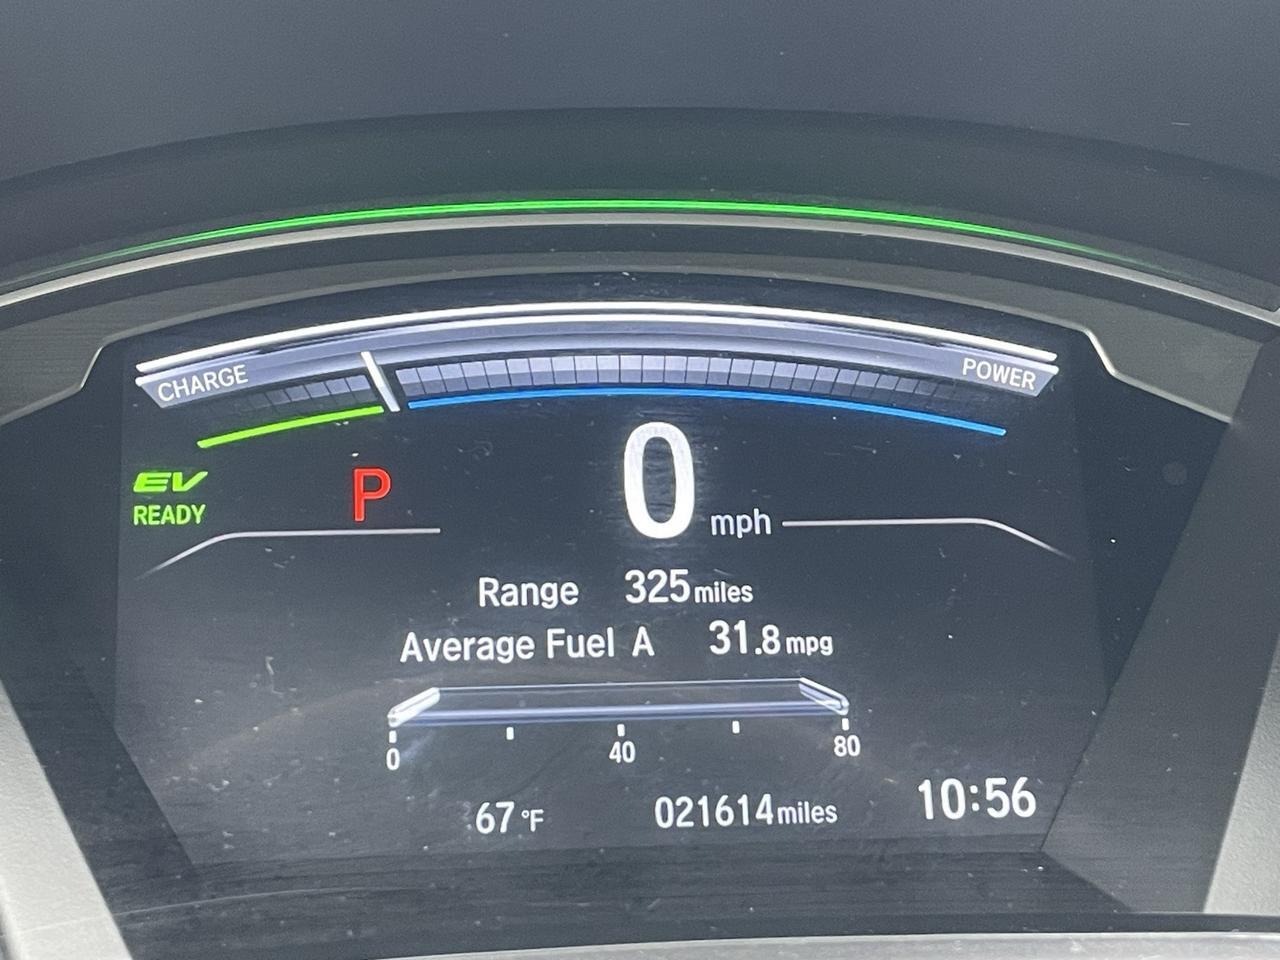 CHARGE POWER
EV
READY
P
0 mph
Range 325 miles
Average Fuel A 31.8 mpg
0 40 80
67 °F 021614 miles 10:56